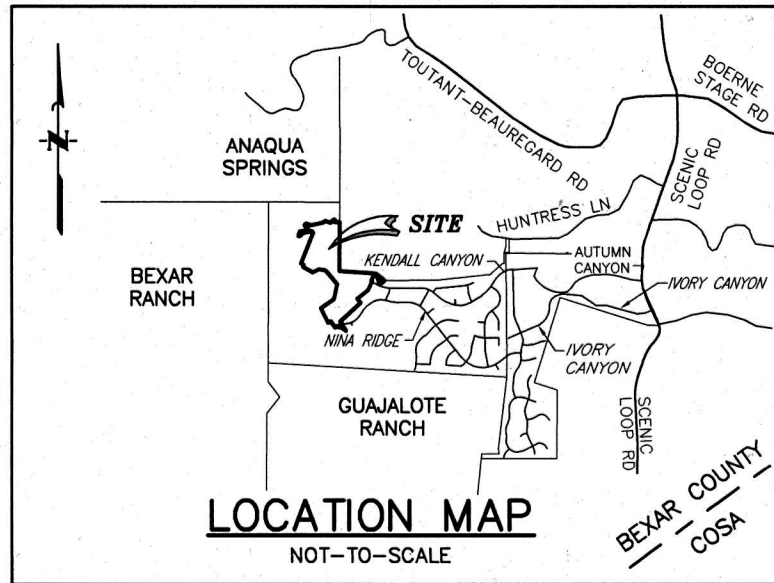 TOUTANT-BEAUREGARD RD
BOERNE
STAGE RD
N
ANAQUA
SPRINGS
SCENIC LOOP RD
SITE
HUNTRESS LN
KENDALL CANYON
AUTUMN
CANYON
BEXAR
RANCH
IVORY CANYON
NINA RIDGE
IVORY
CANYON
GUAJALOTE
RANCH
SCENIC
LOOP RD
LOCATION MAP
NOT-TO-SCALE
BEXAR COUNTY
COSA